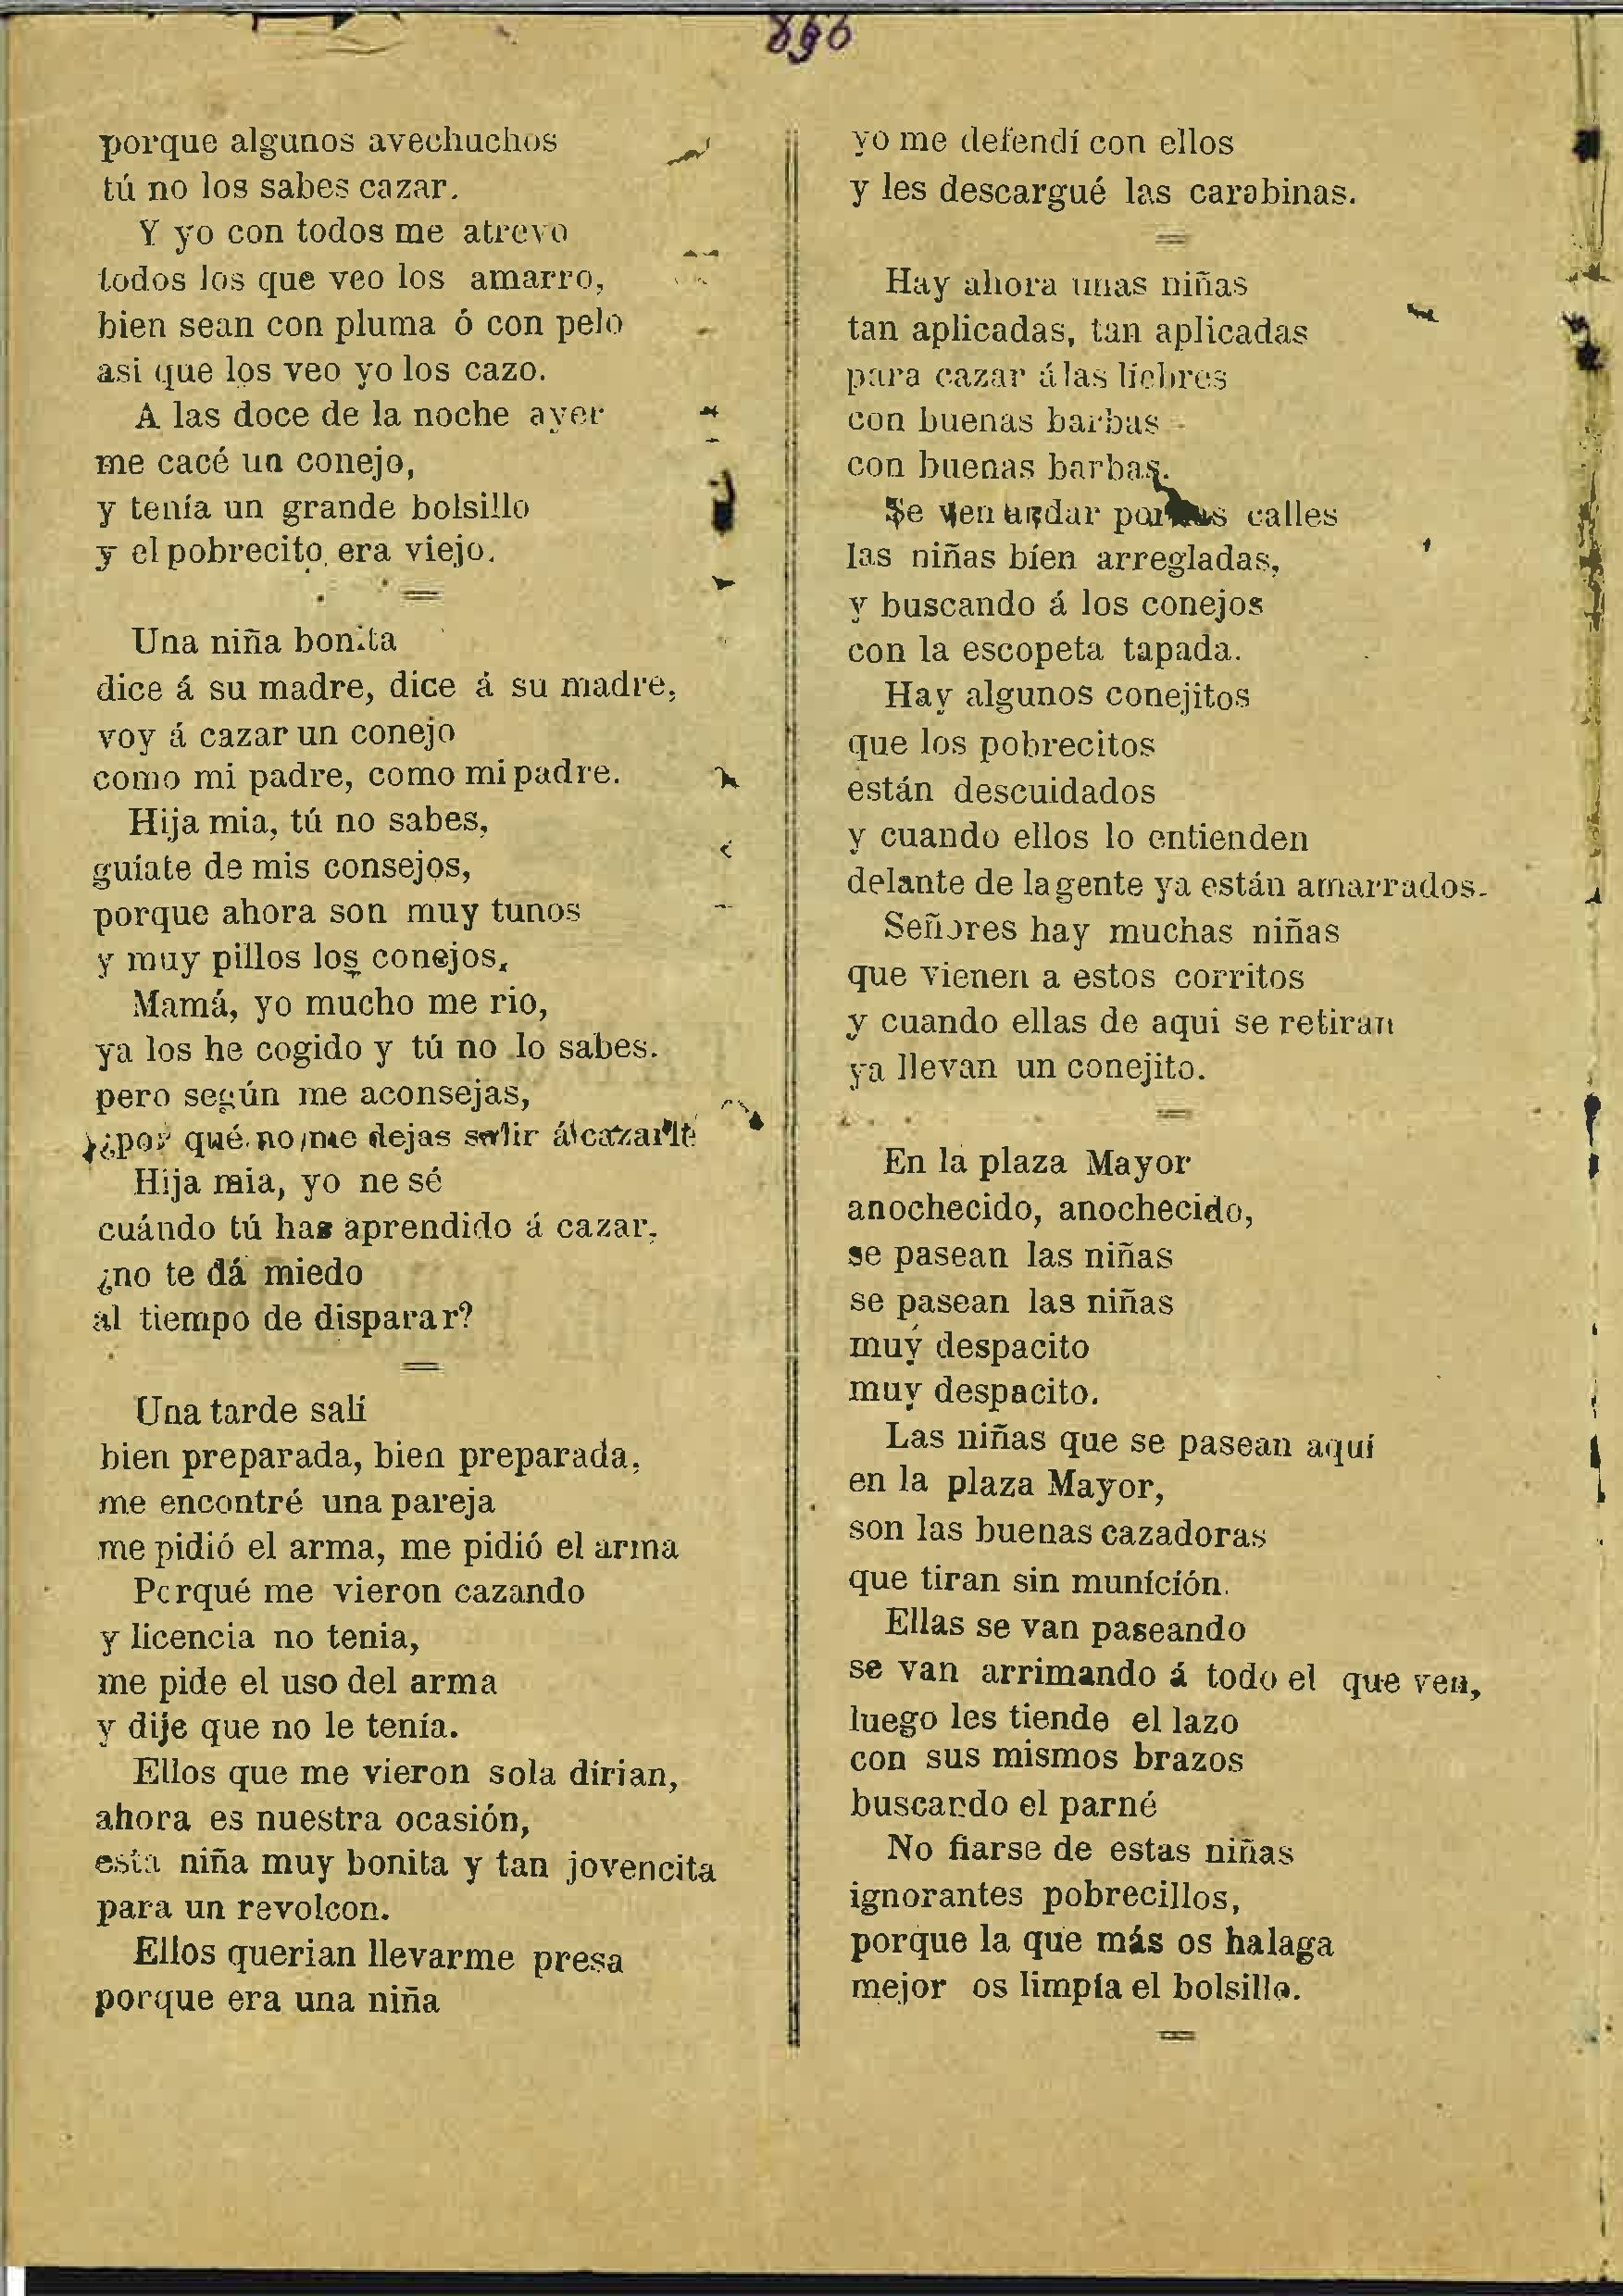 porque algunos avechuchos
tú no los sabes cazar.
Y yo con todos me atrevo
todos los que veo los amarro,
bien sean con pluma ó con pelo
asi que los veo yo los cazo.
A las doce de la noche ayer
me cacé un conejo,
y tenía un grande bolsillo
y el pobrecito era viejo.
Una niña bonita
dice á su madre, dice á su madre,
voy á cazar un conejo
como mi padre, como mi padre.
Hija mia, tú no sabes,
guíate de mis consejos,
porque ahora son muy tunos
y muy pillos los conejos.
Mamá, yo mucho me rio,
ya los he cogido y tú no lo sabes.
pero según me aconsejas,
¿por qué no me dejas salir á
Hija mia, yo ne sé
cuándo tú has aprendido á cazar,
¿no te dá miedo
al tiempo de disparar?
Una tarde salí
bien preparada, bien preparada,
me encontré una pareja
me pidió el arma, me pidió el arma
Porqué me vieron cazando
y licencia no tenia,
me pide el uso del arma
y dije que no le tenía.
Ellos que me vieron sola dirian,
ahora es nuestra ocasión,
esta niña muy bonita y tan jovencita
para un revolcon.
Ellos querian llevarme presa
porque era una niña
yo me defendí con ellos
y les descargué las carabinas.
Hay ahora unas niñas
tan aplicadas, tan aplicadas
para cazar á las líebres
con buenas barbas
con buenas barbas.
Se ven andar por calles
las niñas bíen arregladas,
y buscando á los conejos
con la escopeta tapada.
Hay algunos conejitos
que los pobrecitos
están descuidados
y cuando ellos lo entienden
delante de la gente ya están amarrados.
Señores hay muchas niñas
que vienen a estos corritos
y cuando ellas de aqui se retiran
ya llevan un conejito.
En la plaza Mayor
anochecido, anochecido,
se pasean las niñas
se pasean las niñas
muy despacito
muy despacito.
Las niñas que se pasean aquí
en la plaza Mayor,
son las buenas cazadoras
que tiran sin munición.
Ellas se van paseando
se van arrimando á todo el que ven,
luego les tiende el lazo
con sus mismos brazos
buscando el parné
No fiarse de estas niñas
ignorantes pobrecillos,
porque la que más os halaga
mejor os limpía el bolsillo.